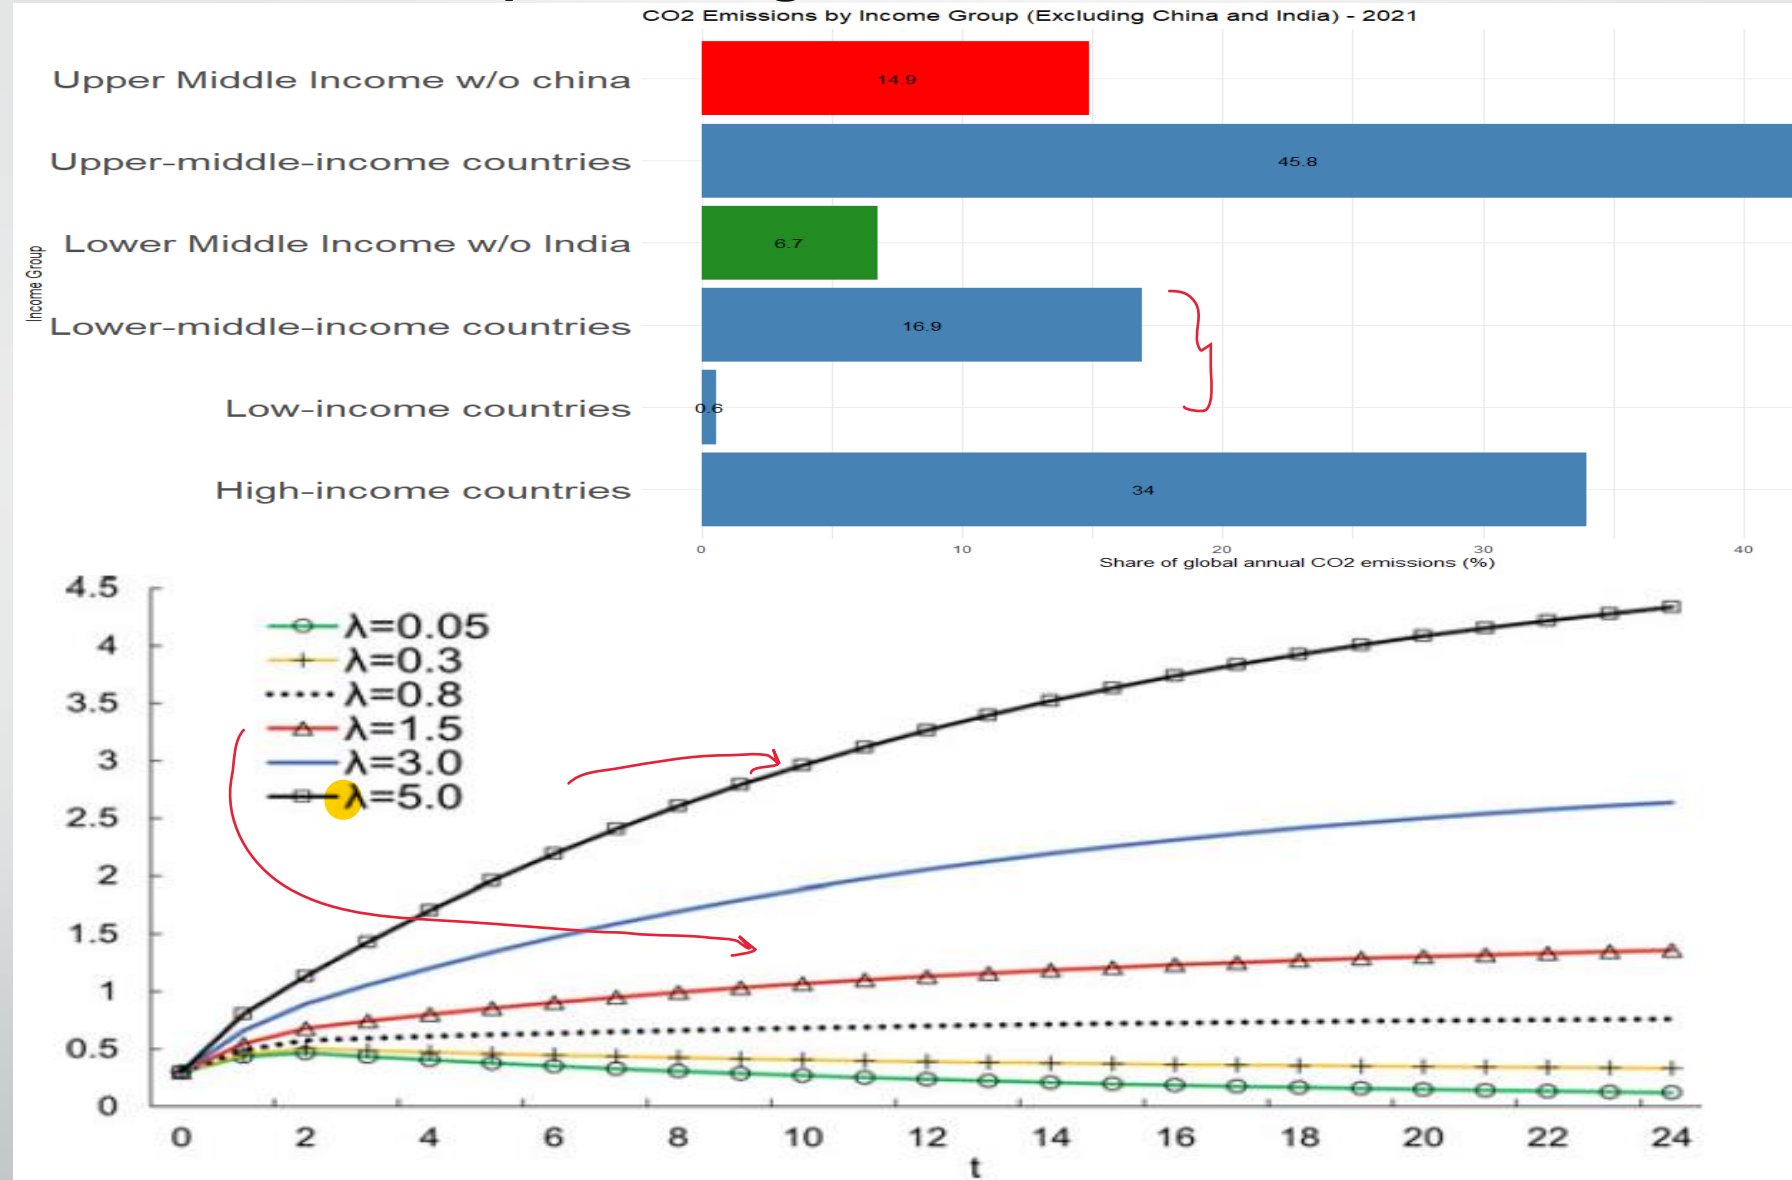 CO2 Emissions by Income Group (Excluding China and India) - 2021
Upper Middle Income w/o china
14.9
Upper-middle-income countries
45.8
Lower Middle Income w/o India
6.7
Income Group
Lower-middle-income countries
16.9
Low-income countries
0.6
High-income countries
34
0 10 20 30 40
Share of global annual CO2 emissions (%)
4.5
4
3.5
3
2.5
2
1.5
1
0.5
0
λ=0.05
λ=0.3
λ=0.8
λ=1.5
λ=3.0
λ=5.0
0 2 4 6 8 10 12 14 16 18 20 22 24
t